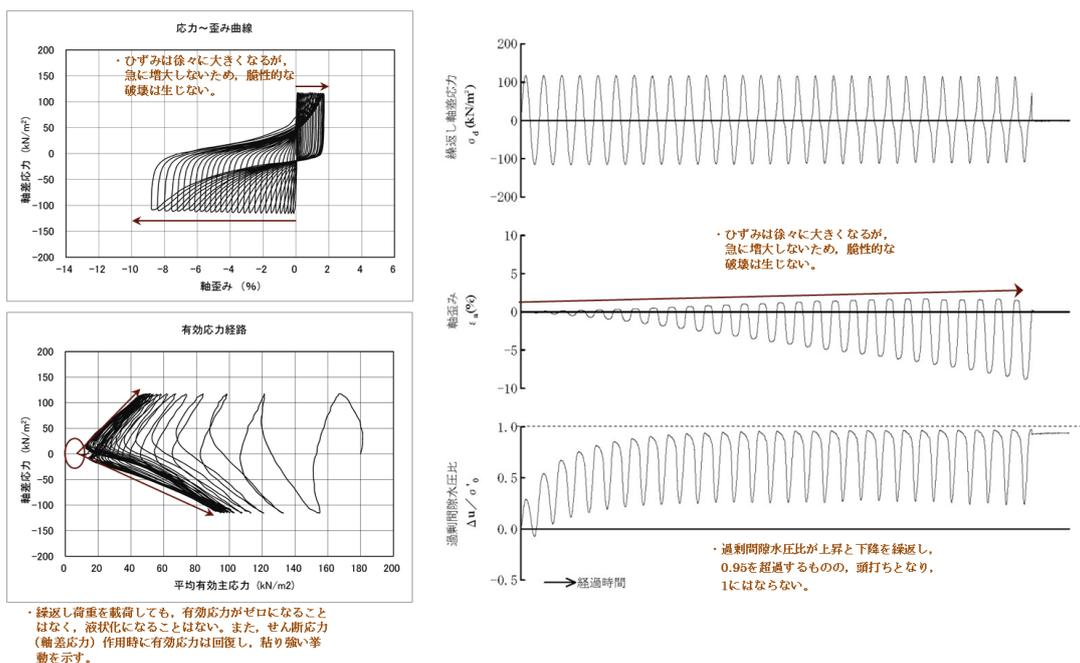 応力～歪み曲線
200
150
100
50
0
-50
-100
-150
-200
軸差応力 (kN/m²)
・ひずみは徐々に大きくなるが，
急に増大しないため，脆性的な
破壊は生じない。
-14 -12 -10 -8 -6 -4 -2 0 2 4 6
軸歪み (%)
有効応力経路
200
150
100
50
0
-50
-100
-150
-200
軸差応力 (kN/m²)
0 20 40 60 80 100 120 140 160 180 200
平均有効主応力 (kN/m2)
・繰返し荷重を載荷しても，有効応力がゼロになること
はなく，液状化になることはない。また，せん断応力
（軸差応力）作用時に有効応力は回復し，粘り強い挙
動を示す。
200
100
0
-100
-200
繰返し軸差応力
σd (kN/m²)
10
5
0
-5
-10
軸歪み
εa(%)
・ひずみは徐々に大きくなるが，
急に増大しないため，脆性的な
破壊は生じない。
1.0
0.5
0.0
-0.5
過剰間隙水圧比
Δu／σ'0
経過時間
・過剰間隙水圧比が上昇と下降を繰返し，
0.95を超過するものの，頭打ちとなり，
1にはならない。